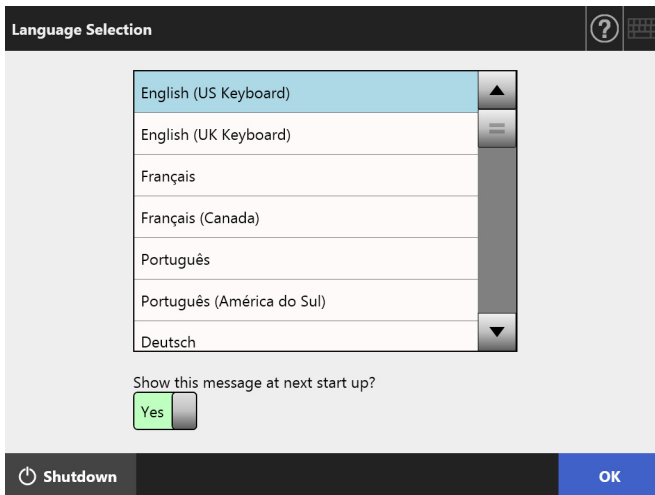 Language Selection
?
English (US Keyboard)
English (UK Keyboard)
Français
Français (Canada)
Português
Português (América do Sul)
Deutsch
Show this message at next start up?
Yes
Shutdown
OK